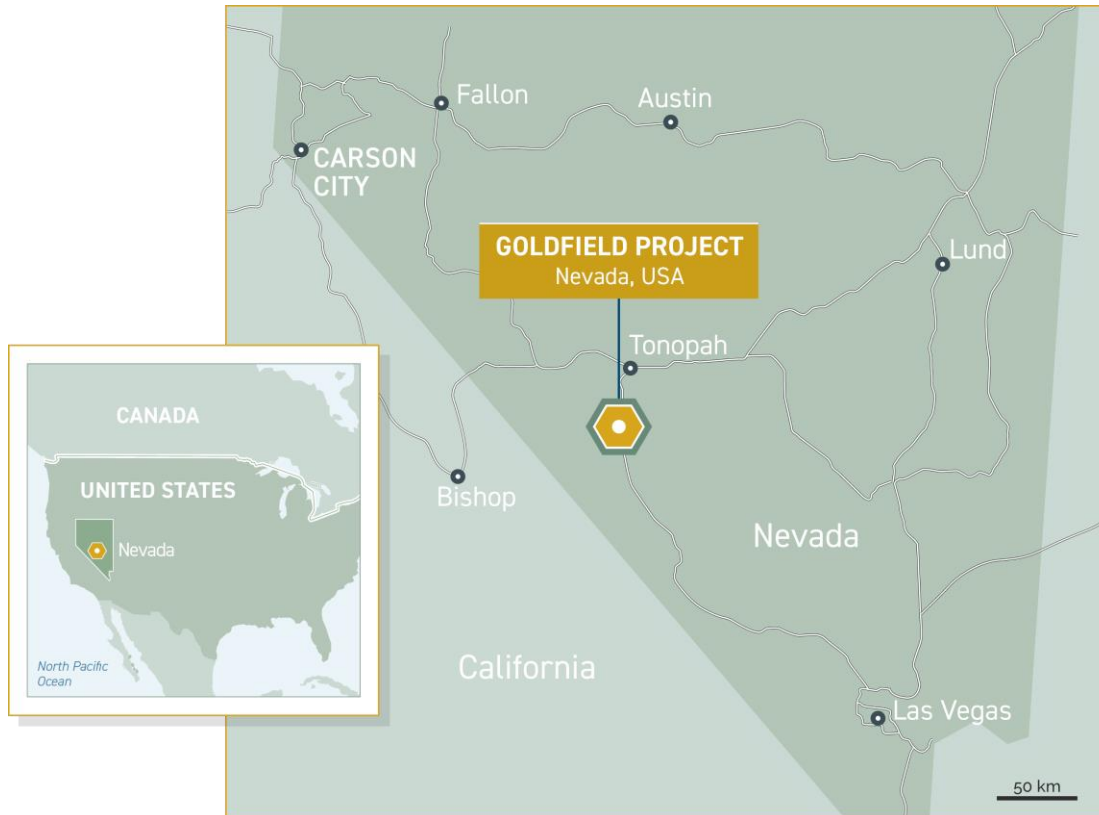 Fallon
Austin
CARSON
CITY
GOLDFIELD PROJECT
Nevada, USA
Lund
Tonopah
Bishop
Nevada
California
Las Vegas
50 km
CANADA
UNITED STATES
Nevada
North Pacific
Ocean